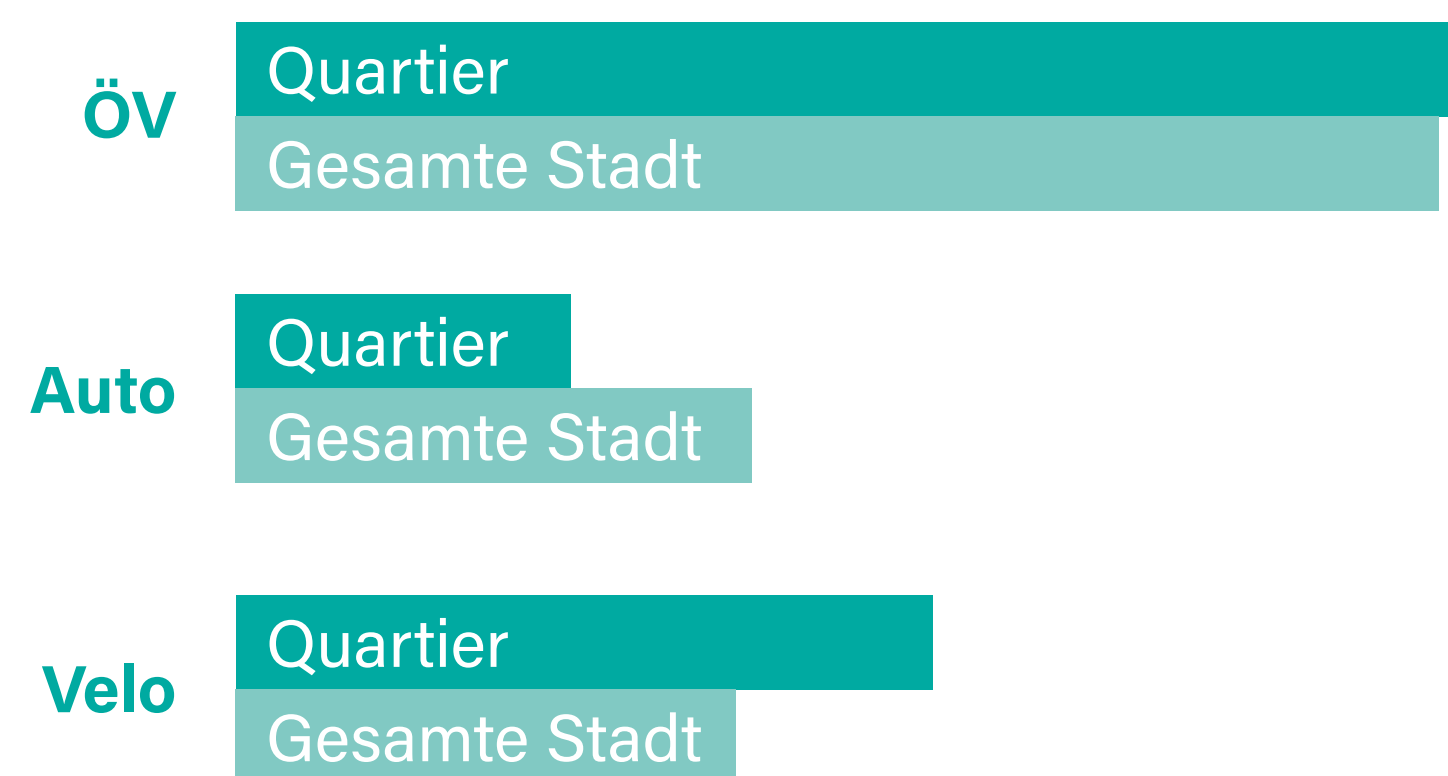 ÖV
Quartier
Gesamte Stadt
Auto
Quartier
Gesamte Stadt
Velo
Quartier
Gesamte Stadt